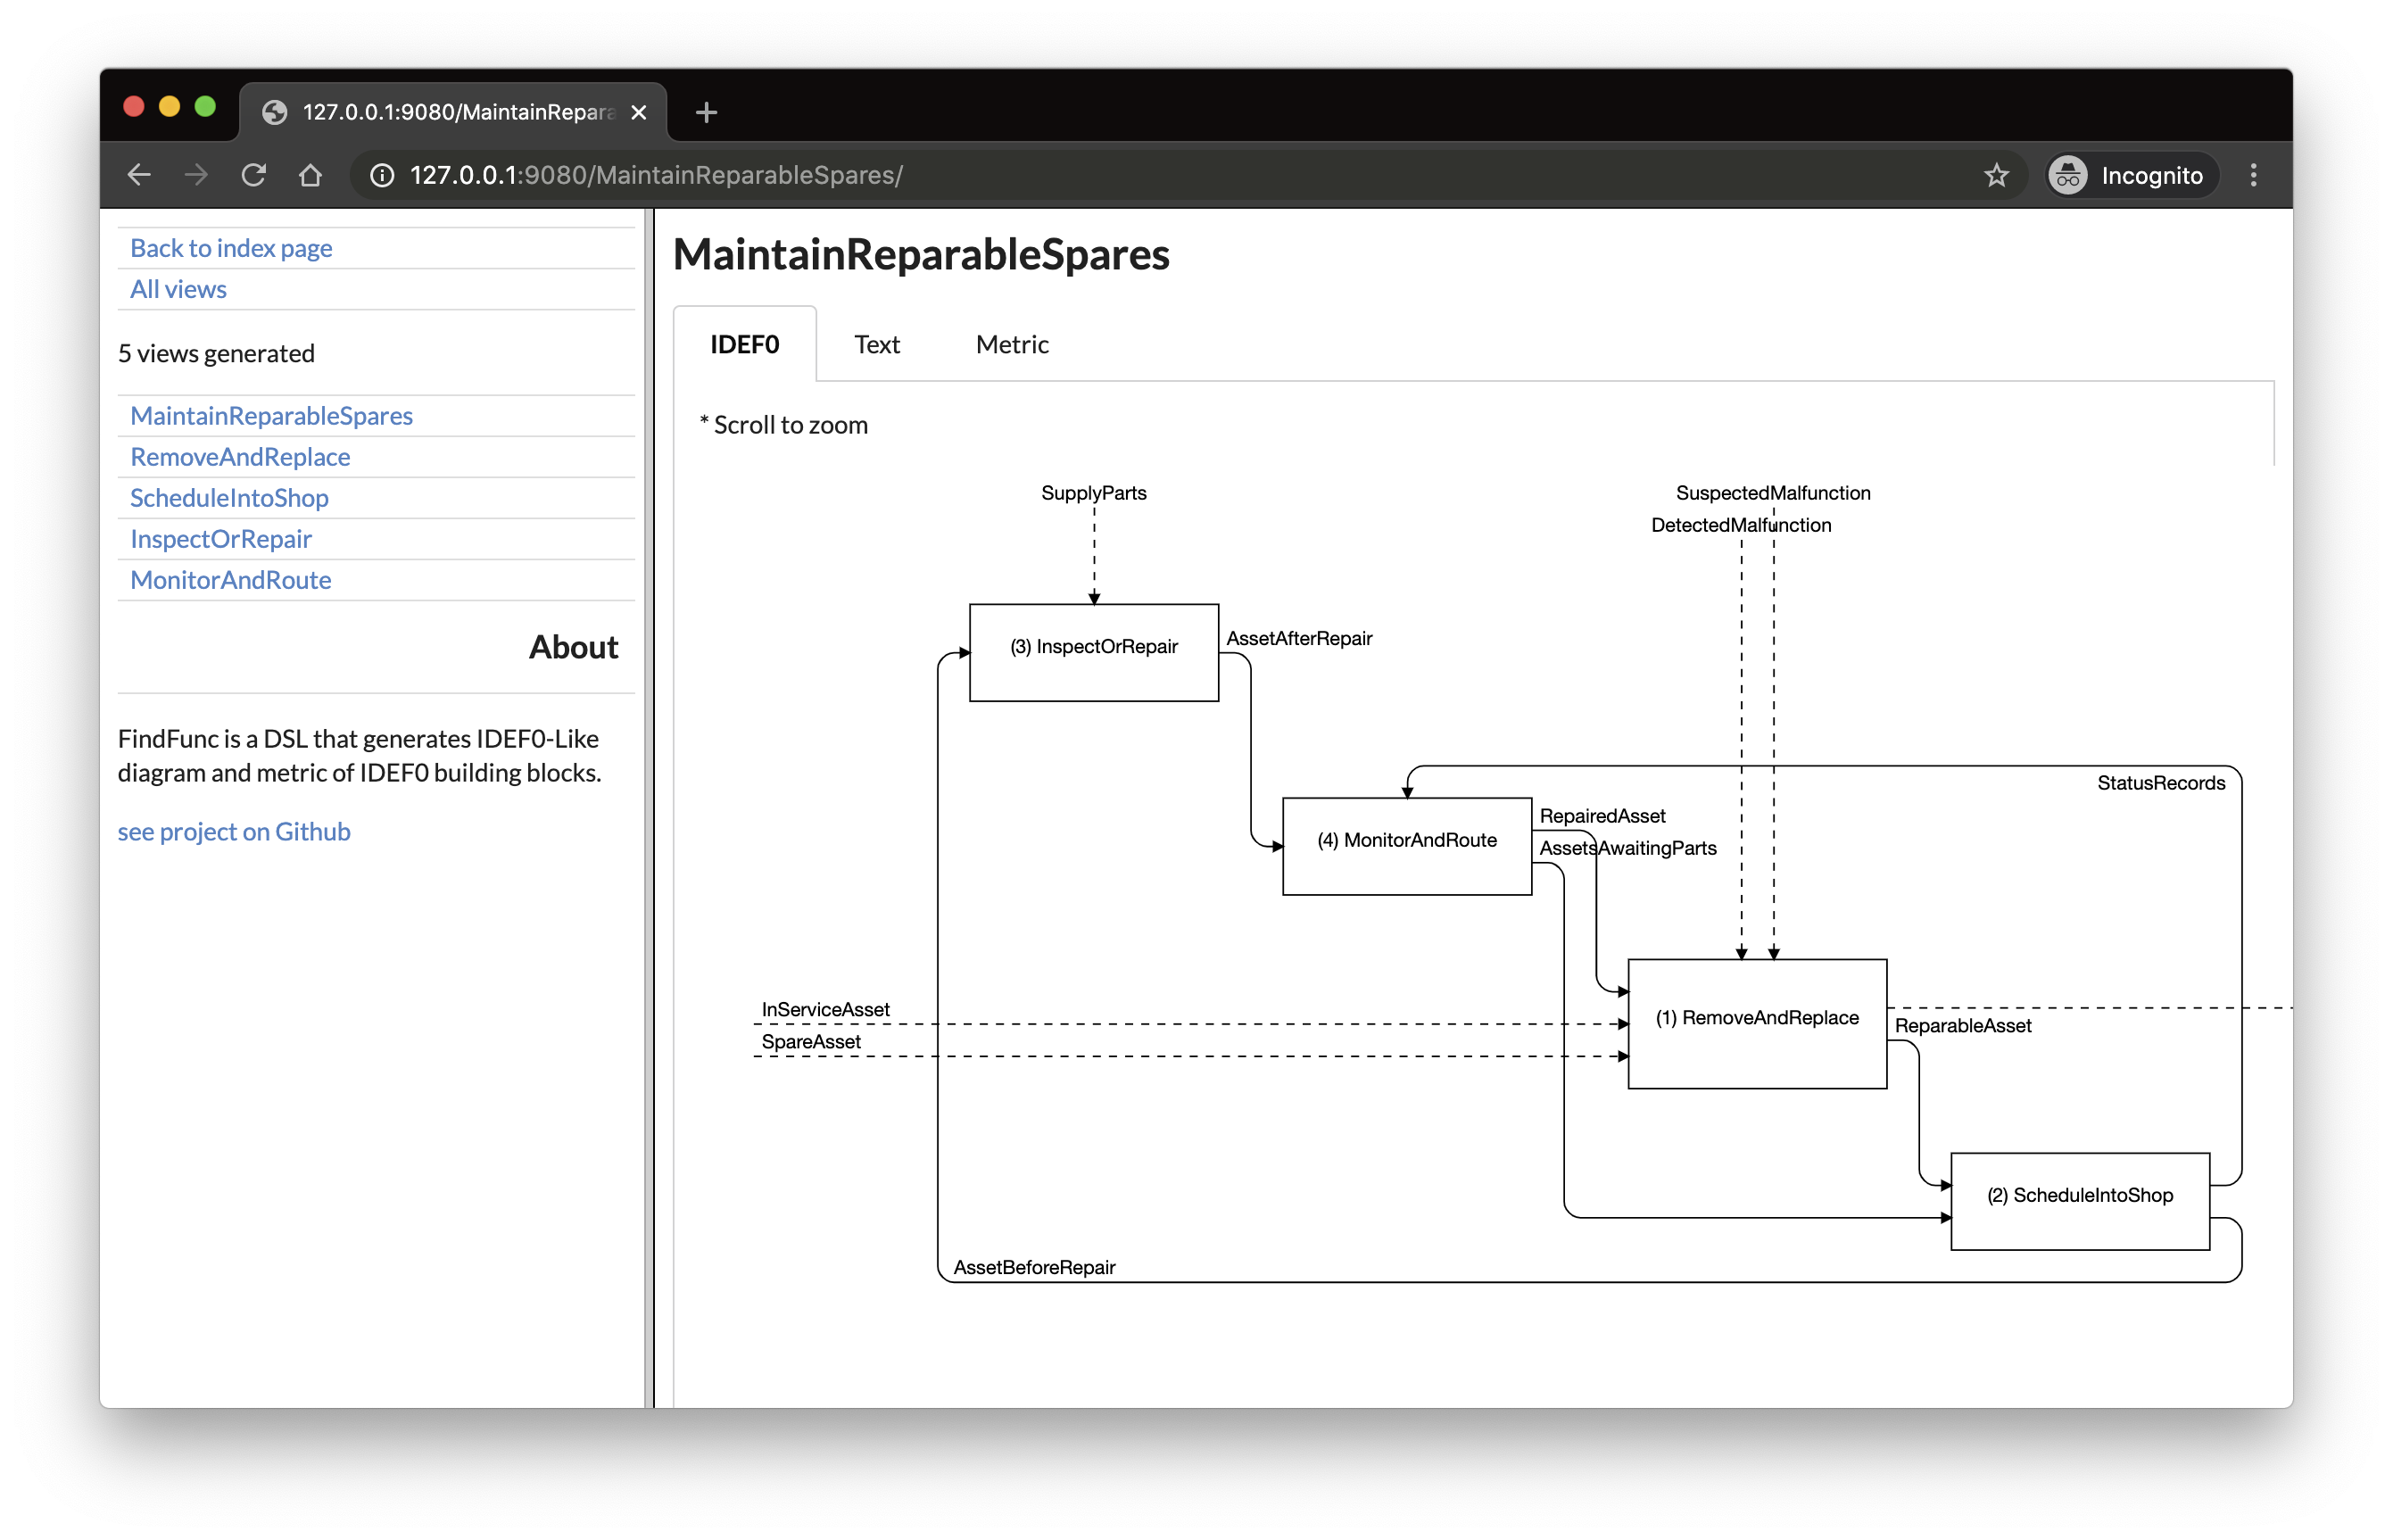 127.0.0.1:9080/MaintainRepara
127.0.0.1:9080/MaintainReparableSpares/
Incognito
Back to index page
All views
5 views generated
MaintainReparableSpares
RemoveAndReplace
ScheduleIntoShop
InspectOrRepair
MonitorAndRoute
About
FindFunc is a DSL that generates IDEF0-Like
diagram and metric of IDEF0 building blocks.
see project on Github
MaintainReparableSpares
IDEF0
Text
Metric
* Scroll to zoom
SupplyParts
SuspectedMalfunction
DetectedMalfunction
(3) InspectOrRepair
AssetAfterRepair
StatusRecords
(4) MonitorAndRoute
RepairedAsset
AssetsAwaitingParts
InServiceAsset
SpareAsset
(1) RemoveAndReplace
ReparableAsset
(2) ScheduleIntoShop
AssetBeforeRepair